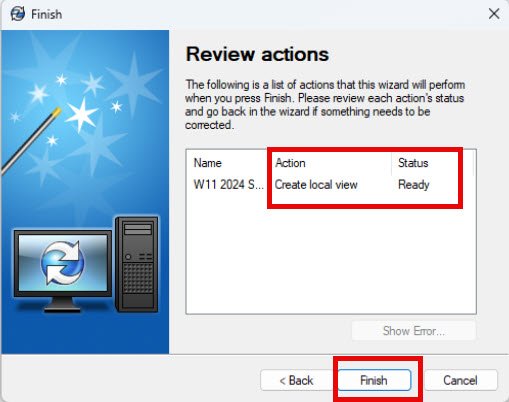 Finish
Review actions
The following is a list of actions that this wizard will perform
when you press Finish. Please review each action's status
and go back in the wizard if something needs to be
corrected.
Name Action Status
W11 2024 S... Create local view Ready
Show Error...
< Back Finish Cancel